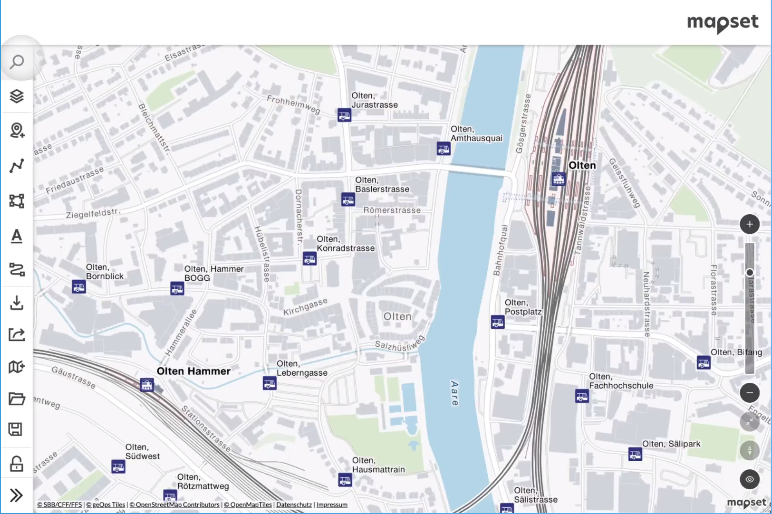 mapset
Elsastrasse
Frohheimweg
Olten,
Jurastrasse
Bleichmattstr.
Olten,
Amthausquai
Gösgerstrasse
Olten
Friedaustrasse
Geissfluhweg
Olten,
Baslerstrasse
Dornacherstr.
Römerstrasse
Ziegelfeldstr.
Tannwaldstrasse
Hübelistrasse
Olten,
Konradstrasse
Bahnhofquai
Olten,
Bornblick
Olten, Hammer
BOGG
Neuhardstrasse
Florastrasse
Kirchgasse
Olten
Olten,
Postplatz
Hammerallee
Salzhüsliweg
Olten, Bifang
Olten Hammer
Olten,
Leberngasse
Gäustrasse
Aare
Olten,
Fachhochschule
Stationsstrasse
Olten, Sälipark
Olten,
Südwest
Olten,
Hausmattrain
Olten,
Rötzmattweg
Olten,
Sälistrasse
mapset
© SBB/CFF/FFS | © geOps Tiles | © OpenStreetMap Contributors | © OpenMapTiles | Datenschutz | Impressum